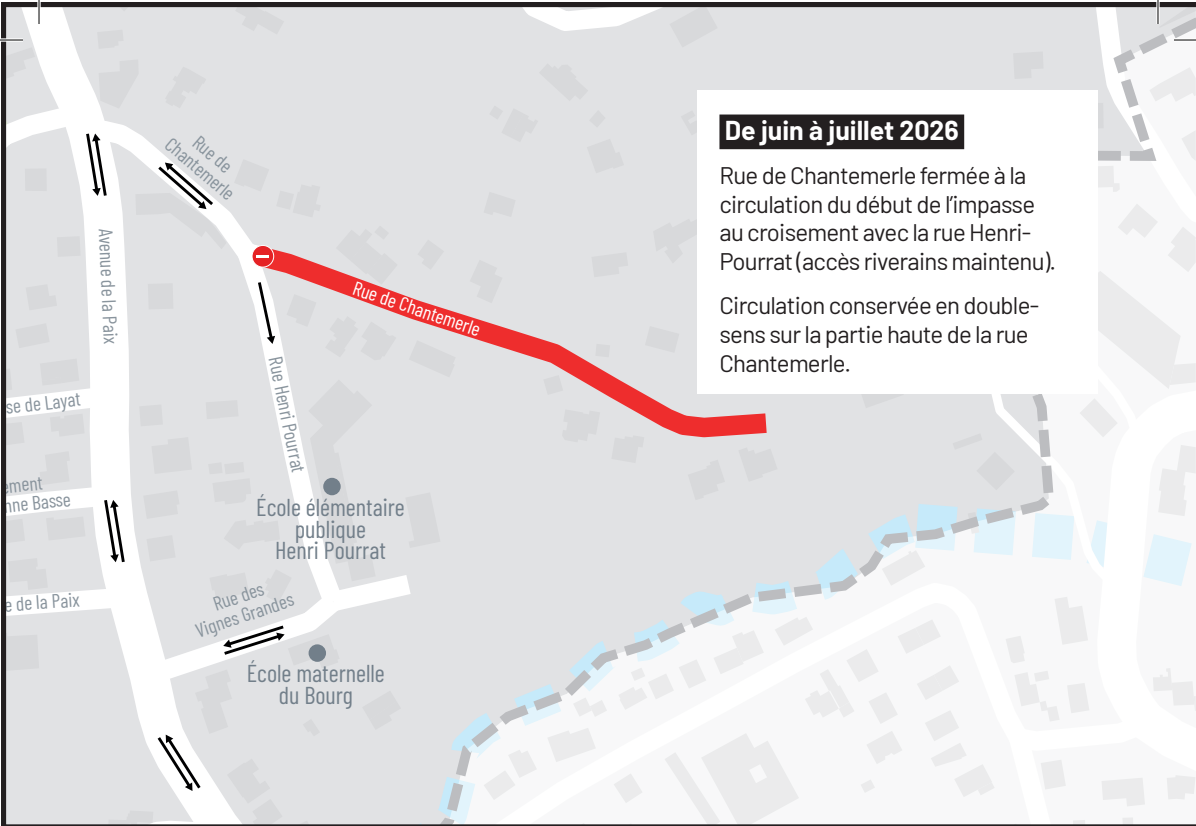 De juin à juillet 2026
Rue de Chantemerle fermée à la
circulation du début de l'impasse
au croisement avec la rue Henri-
Pourrat (accès riverains maintenu).
Circulation conservée en double-
sens sur la partie haute de la rue
Chantemerle.
Rue de
Chantemerle
Avenue de la Paix
Rue de Chantemerle
Rue Henri Pourrat
se de Layat
ement
nne Basse
École élémentaire
publique
Henri Pourrat
e de la Paix
Rue des
Vignes Grandes
École maternelle
du Bourg